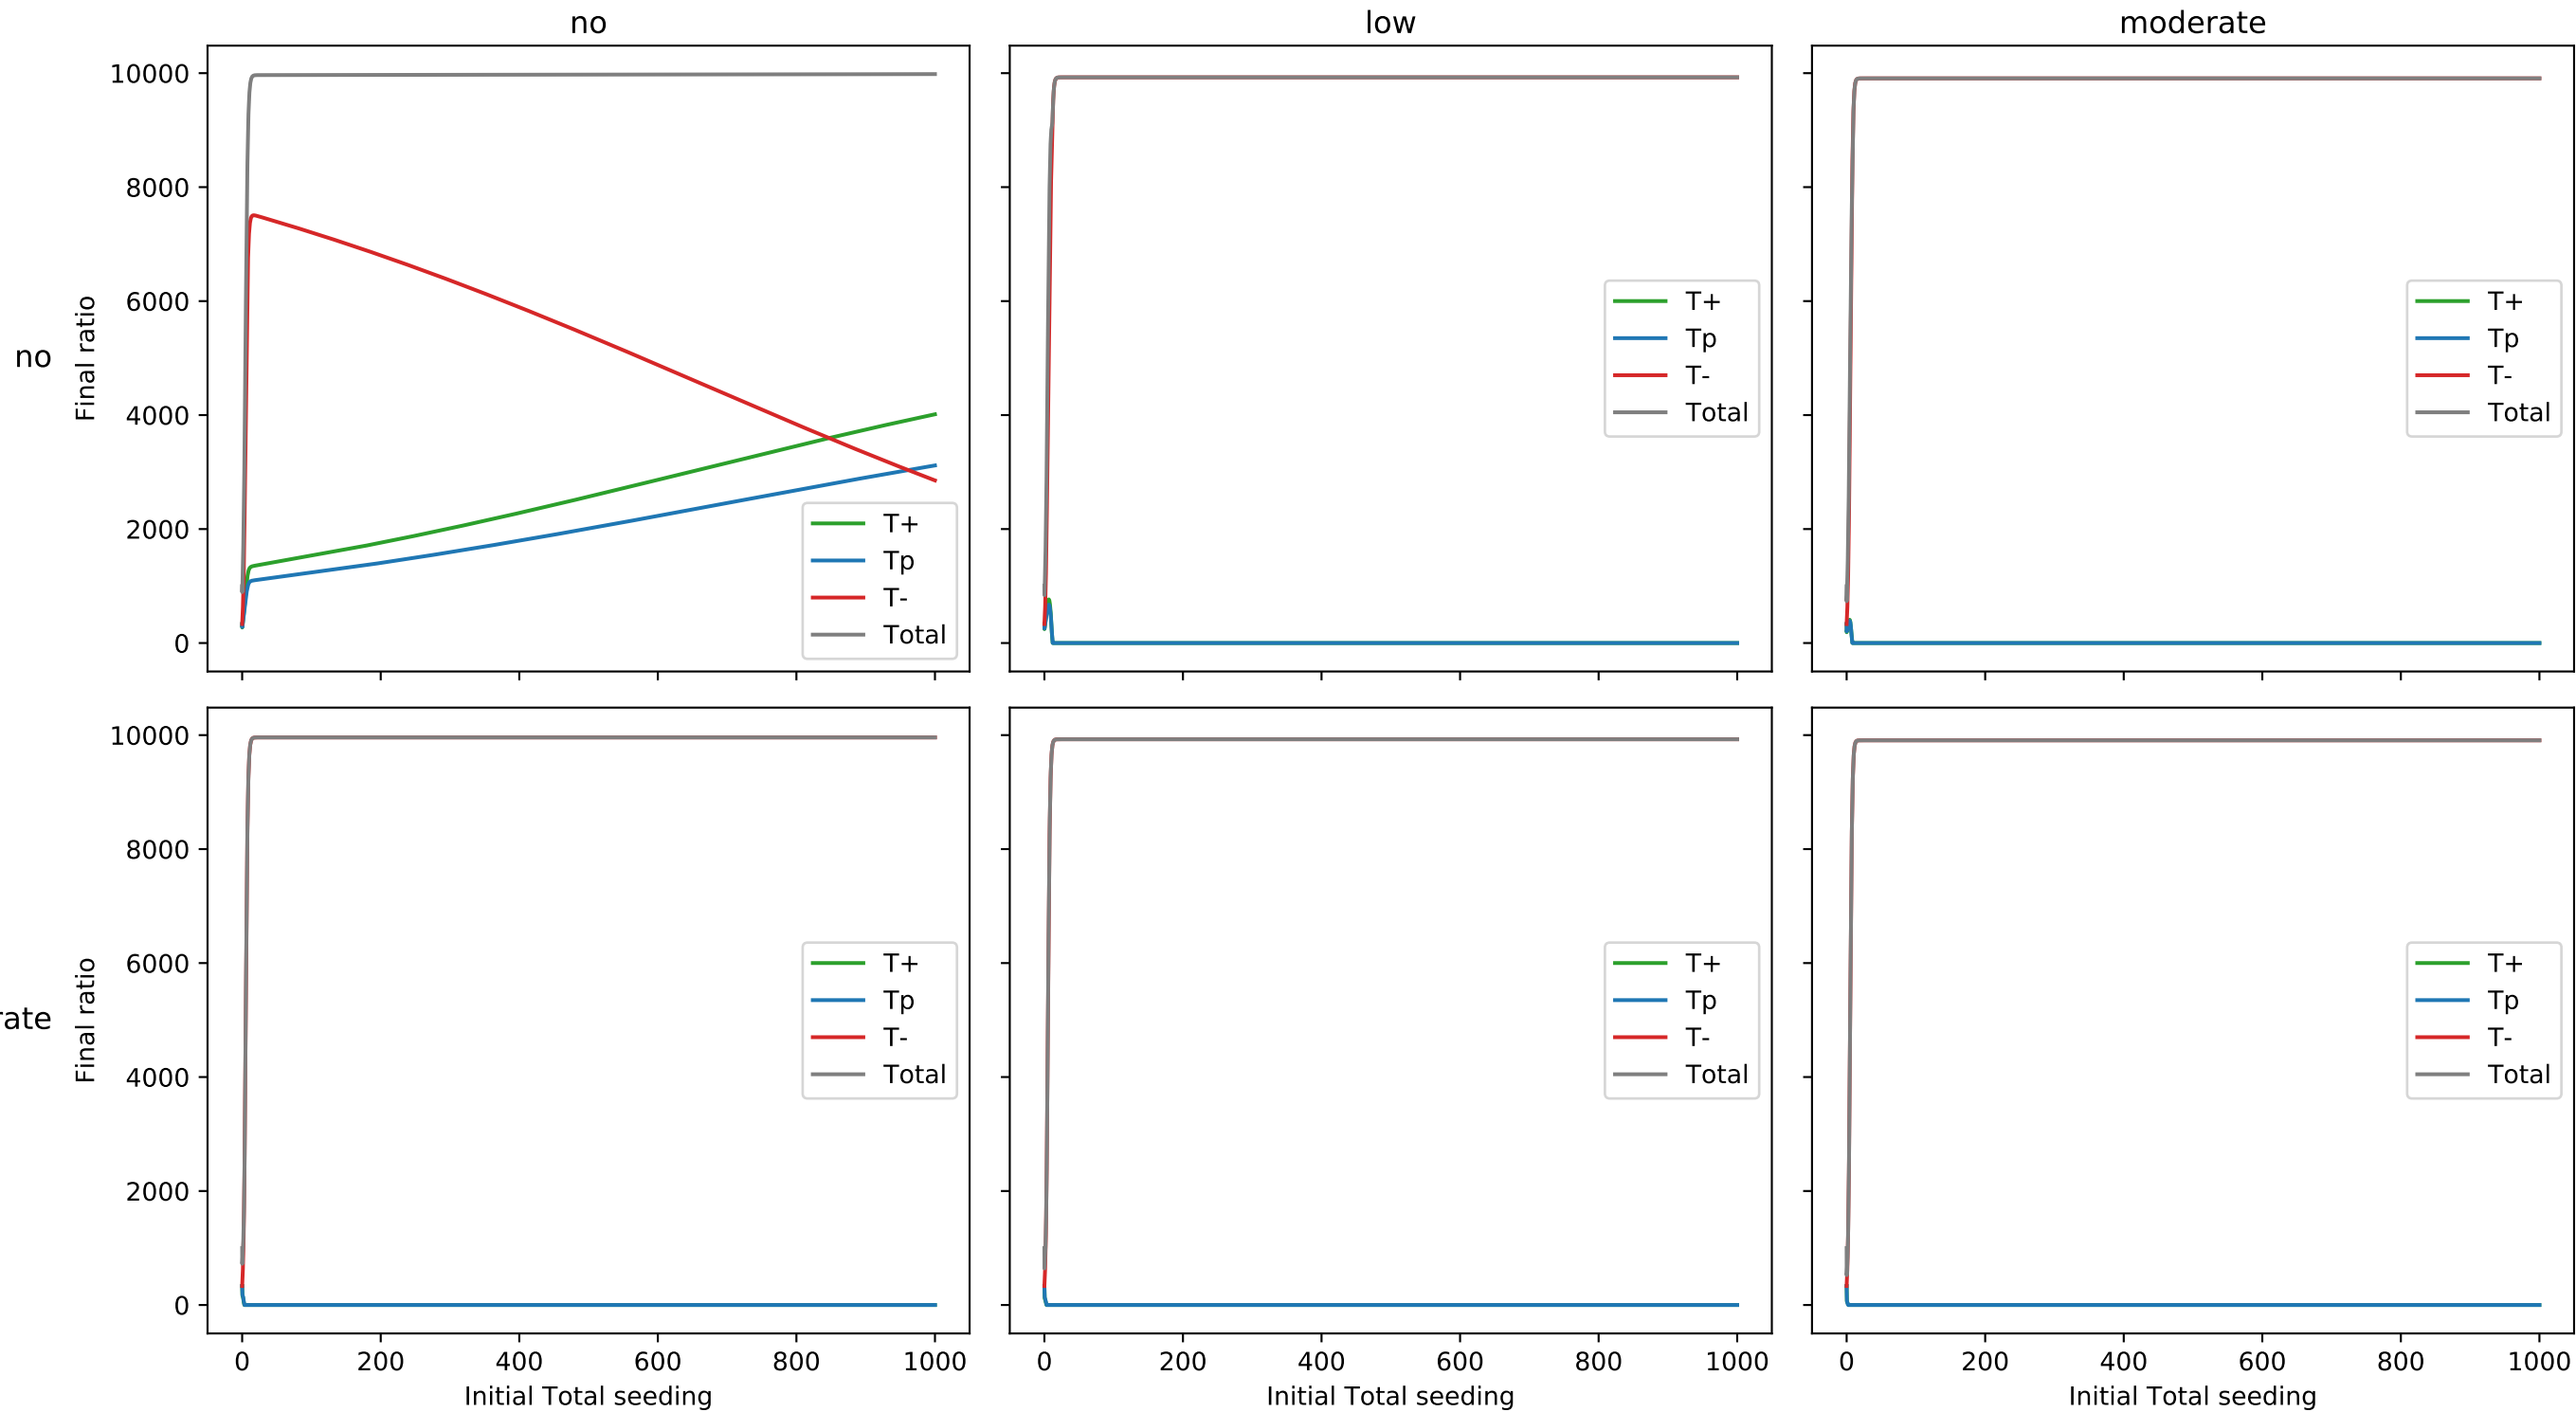 no
low
moderate
no
Final ratio
10000
8000
6000
4000
2000
0
T+
Tp
T-
Total
T+
Tp
T-
Total
T+
Tp
T-
Total
rate
Final ratio
10000
8000
6000
4000
2000
0
T+
Tp
T-
Total
T+
Tp
T-
Total
T+
Tp
T-
Total
0 200 400 600 800 1000
0 200 400 600 800 1000
0 200 400 600 800 1000
Initial Total seeding
Initial Total seeding
Initial Total seeding